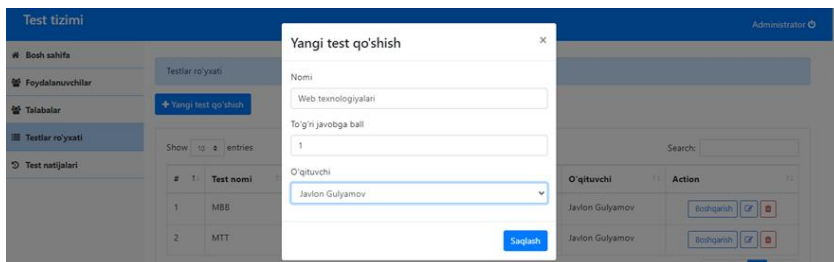 Test tizimi
Administrator
Yangi test qo'shish
×
Bosh sahifa
Foydalanuvchilar
Talabalar
Testlar ro'yxati
Test natijalari
Testlar ro'yxati
+ Yangi test qo'shish
Nomi
Web texnologiyalari
To'g'ri javobga ball
1
O'qituvchi
Javlon Gulyamov
Saqlash
Show 10 entries
Search:
# Test nomi O'qituvchi Action
1 MBB Javlon Gulyamov Boshqarish
2 MTT Javlon Gulyamov Boshqarish